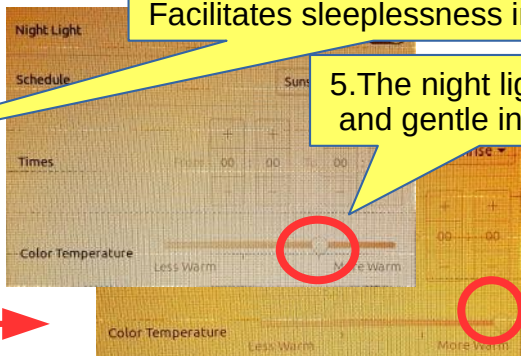 Night Light
Facilitates sleeplessness i
Schedule
Suns
5.The night lig
and gentle in
Times
From
00 : 00
To
00
rise
+ +
00 00
Color Temperature
Less Warm
More Warm
Color Temperature
Less Warm
More Warm